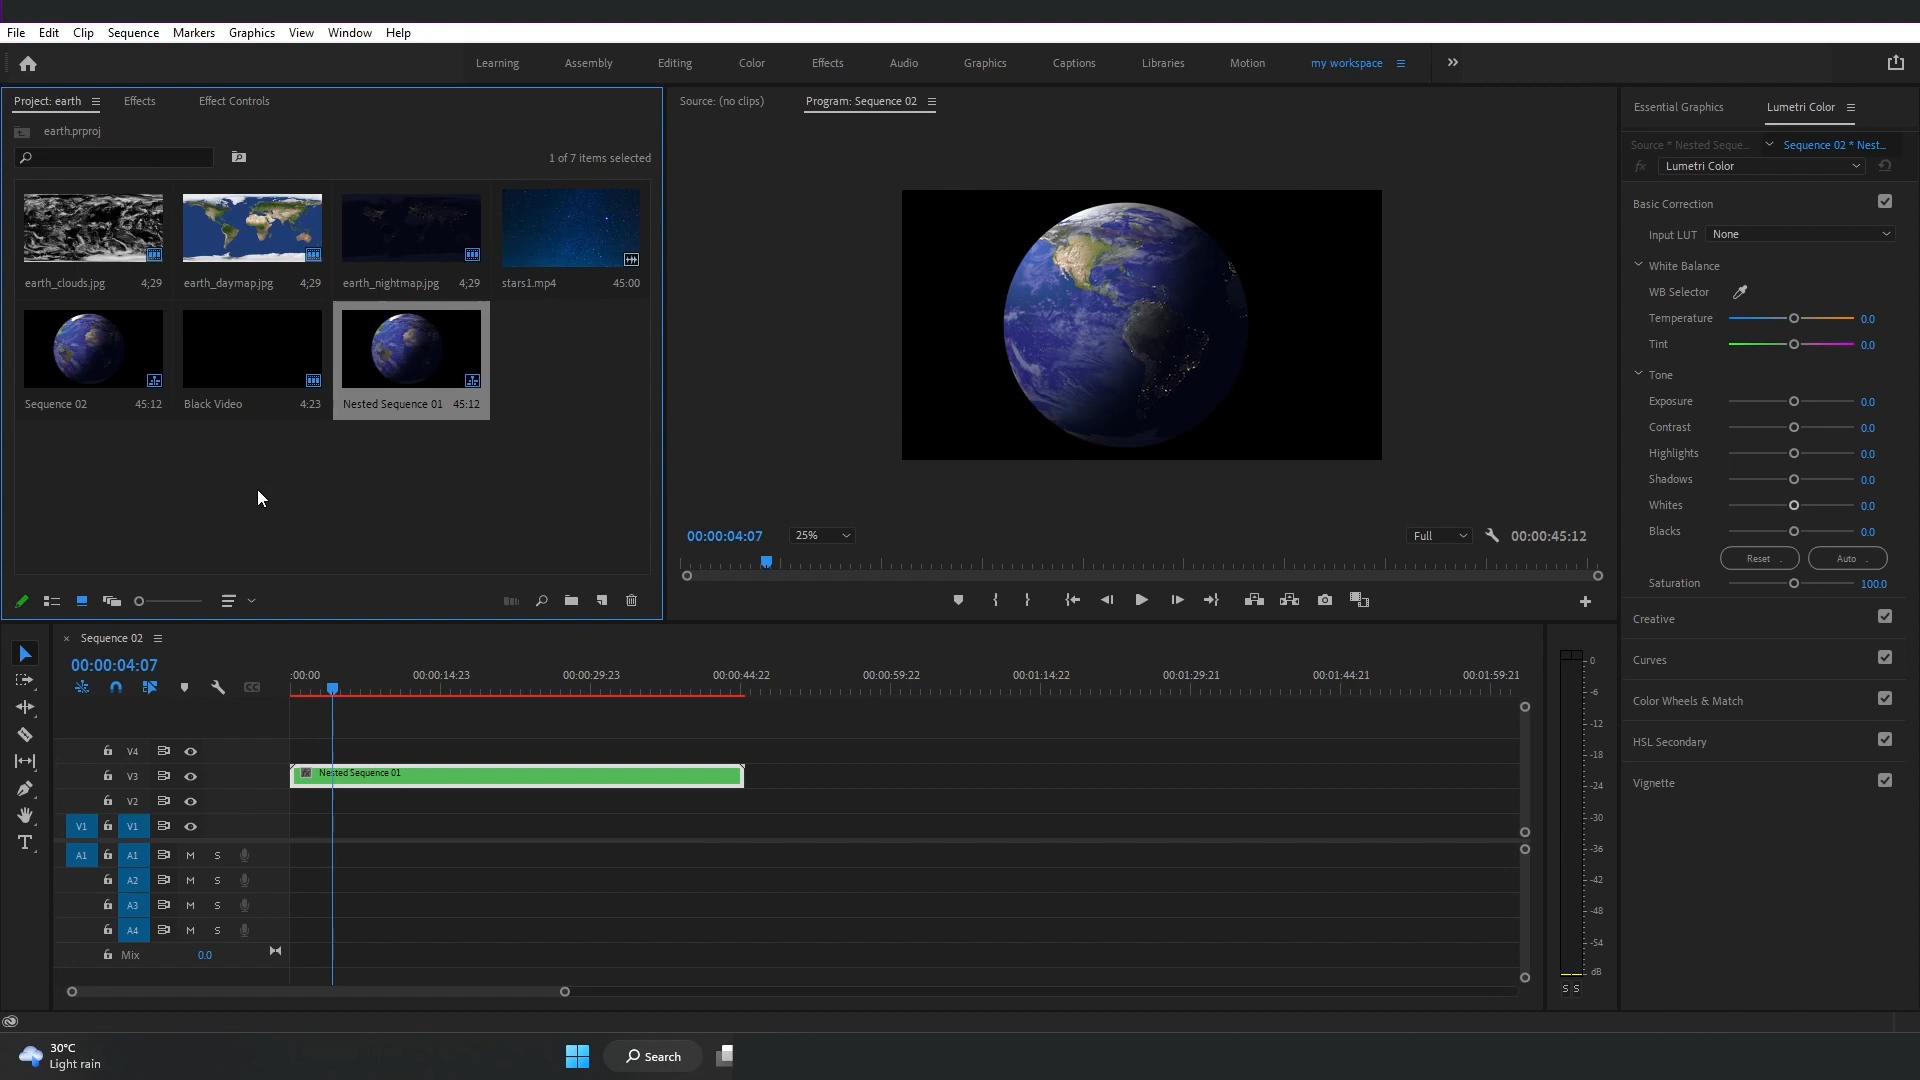 File Edit Clip Sequence Markers Graphics View Window Help
Learning Assembly Editing Color Effects Audio Graphics Captions Libraries Motion my workspace
Project: earth Effects Effect Controls
earth.prproj
1 of 7 items selected
earth_clouds.jpg 4;29 earth_daymap.jpg 4;29 earth_nightmap.jpg 4;29 stars1.mp4 45:00
Sequence 02 45:12 Black Video 4:23 Nested Sequence 01 45:12
Source: (no clips) Program: Sequence 02
00:00:04:07 25% Full 00:00:45:12
Essential Graphics Lumetri Color
Source * Nested Seque... Sequence 02 * Nest...
fx Lumetri Color
Basic Correction
Input LUT None
White Balance
WB Selector
Temperature 0.0
Tint 0.0
Tone
Exposure 0.0
Contrast 0.0
Highlights 0.0
Shadows 0.0
Whites 0.0
Blacks 0.0
Reset Auto
Saturation 100.0
Creative
Curves
Color Wheels & Match
HSL Secondary
Vignette
× Sequence 02
00:00:04:07
:00:00 00:00:14:23 00:00:29:23 00:00:44:22 00:00:59:22 00:01:14:22 00:01:29:21 00:01:44:21 00:01:59:21
V4
V3 fx Nested Sequence 01
V2
V1 V1
A1 A1 M S
A2 M S
A3 M S
A4 M S
Mix 0.0
0
-6
-12
-18
-24
-30
-36
-42
-48
-54
dB
S S
30°C
Light rain
Search